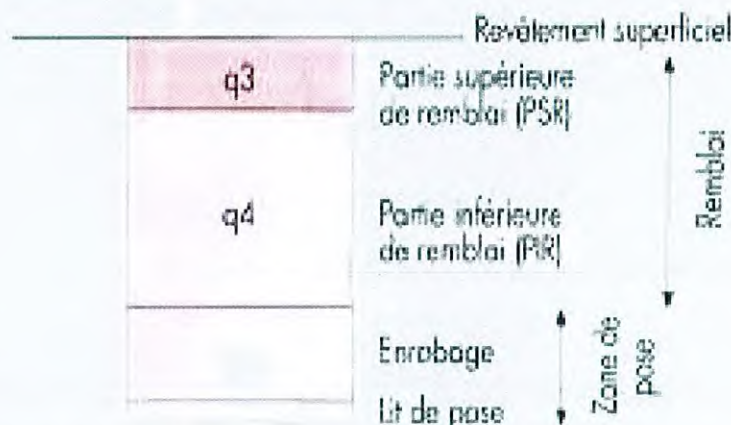 Revêtement superficiel
q3
Partie supérieure
de remblai (PSR)
q4
Partie inférieure
de remblai (PIR)
Remblai
Enrobage
Lit de pose
Zone de
pose